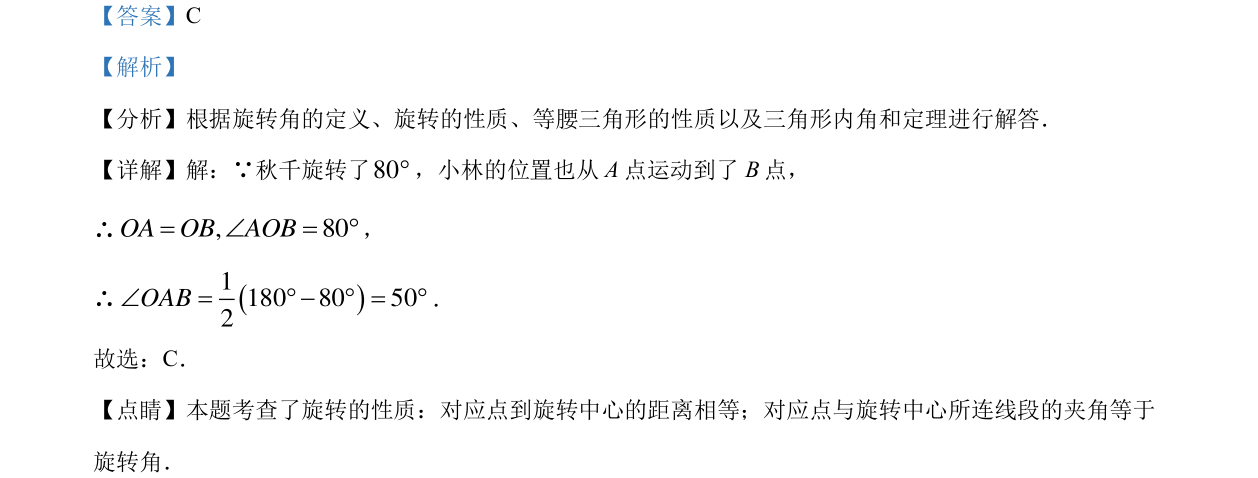 【答案】C
【解析】
【分析】根据旋转角的定义、旋转的性质、等腰三角形的性质以及三角形内角和定理进行解答．
【详解】解：∵秋千旋转了80°，小林的位置也从 A 点运动到了 B 点，
∴OA = OB, ∠AOB = 80°，
∴∠OAB = 1/2(180° − 80°) = 50°．
故选：C．
【点睛】本题考查了旋转的性质：对应点到旋转中心的距离相等；对应点与旋转中心所连线段的夹角等于
旋转角．